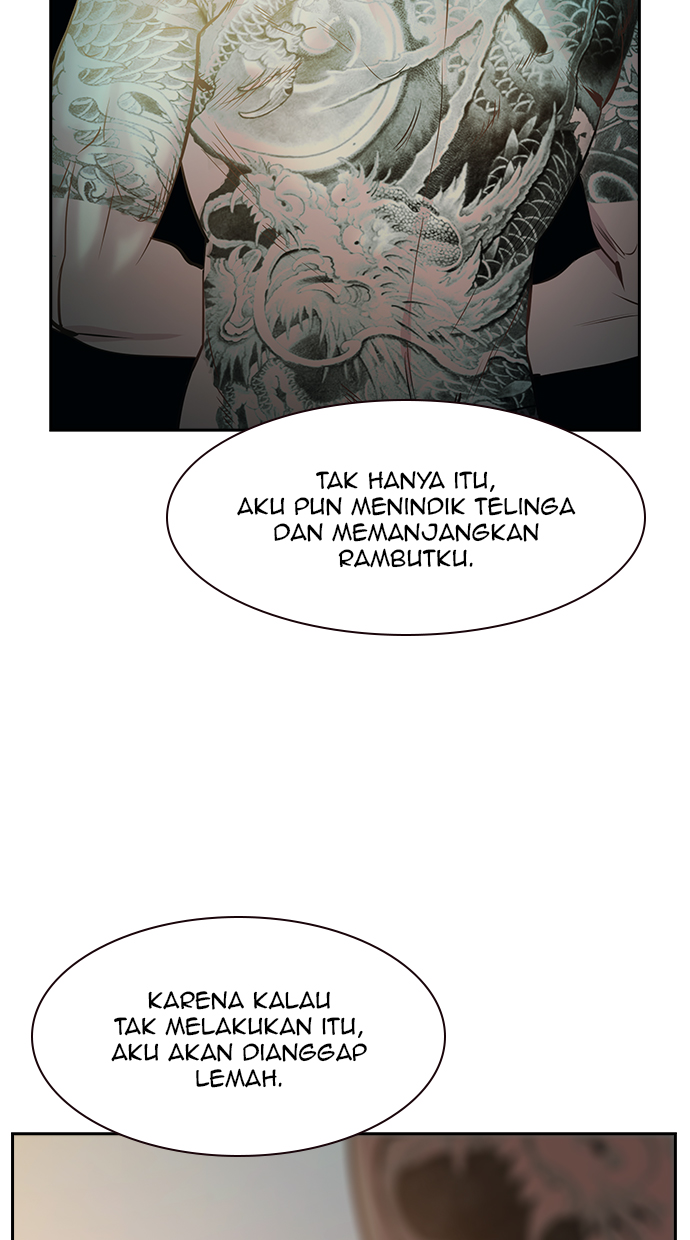 TAK HANYA ITU,
AKU PUN MENINDIK TELINGA
DAN MEMANJANGKAN
RAMBUTKU.
KARENA KALAU
TAK MELAKUKAN ITU,
AKU AKAN DIANGGAP
LEMAH.